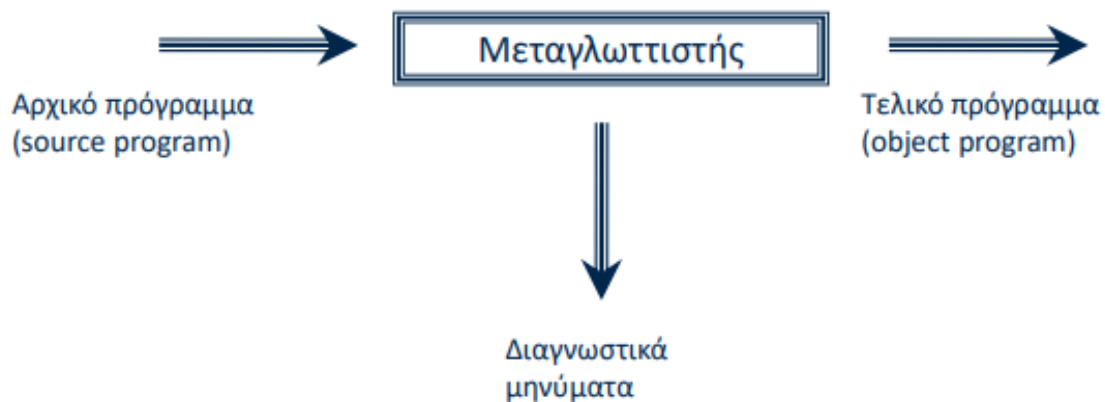 Μεταγλωττιστής
Αρχικό πρόγραμμα
(source program)
Τελικό πρόγραμμα
(object program)
Διαγνωστικά
μηνύματα